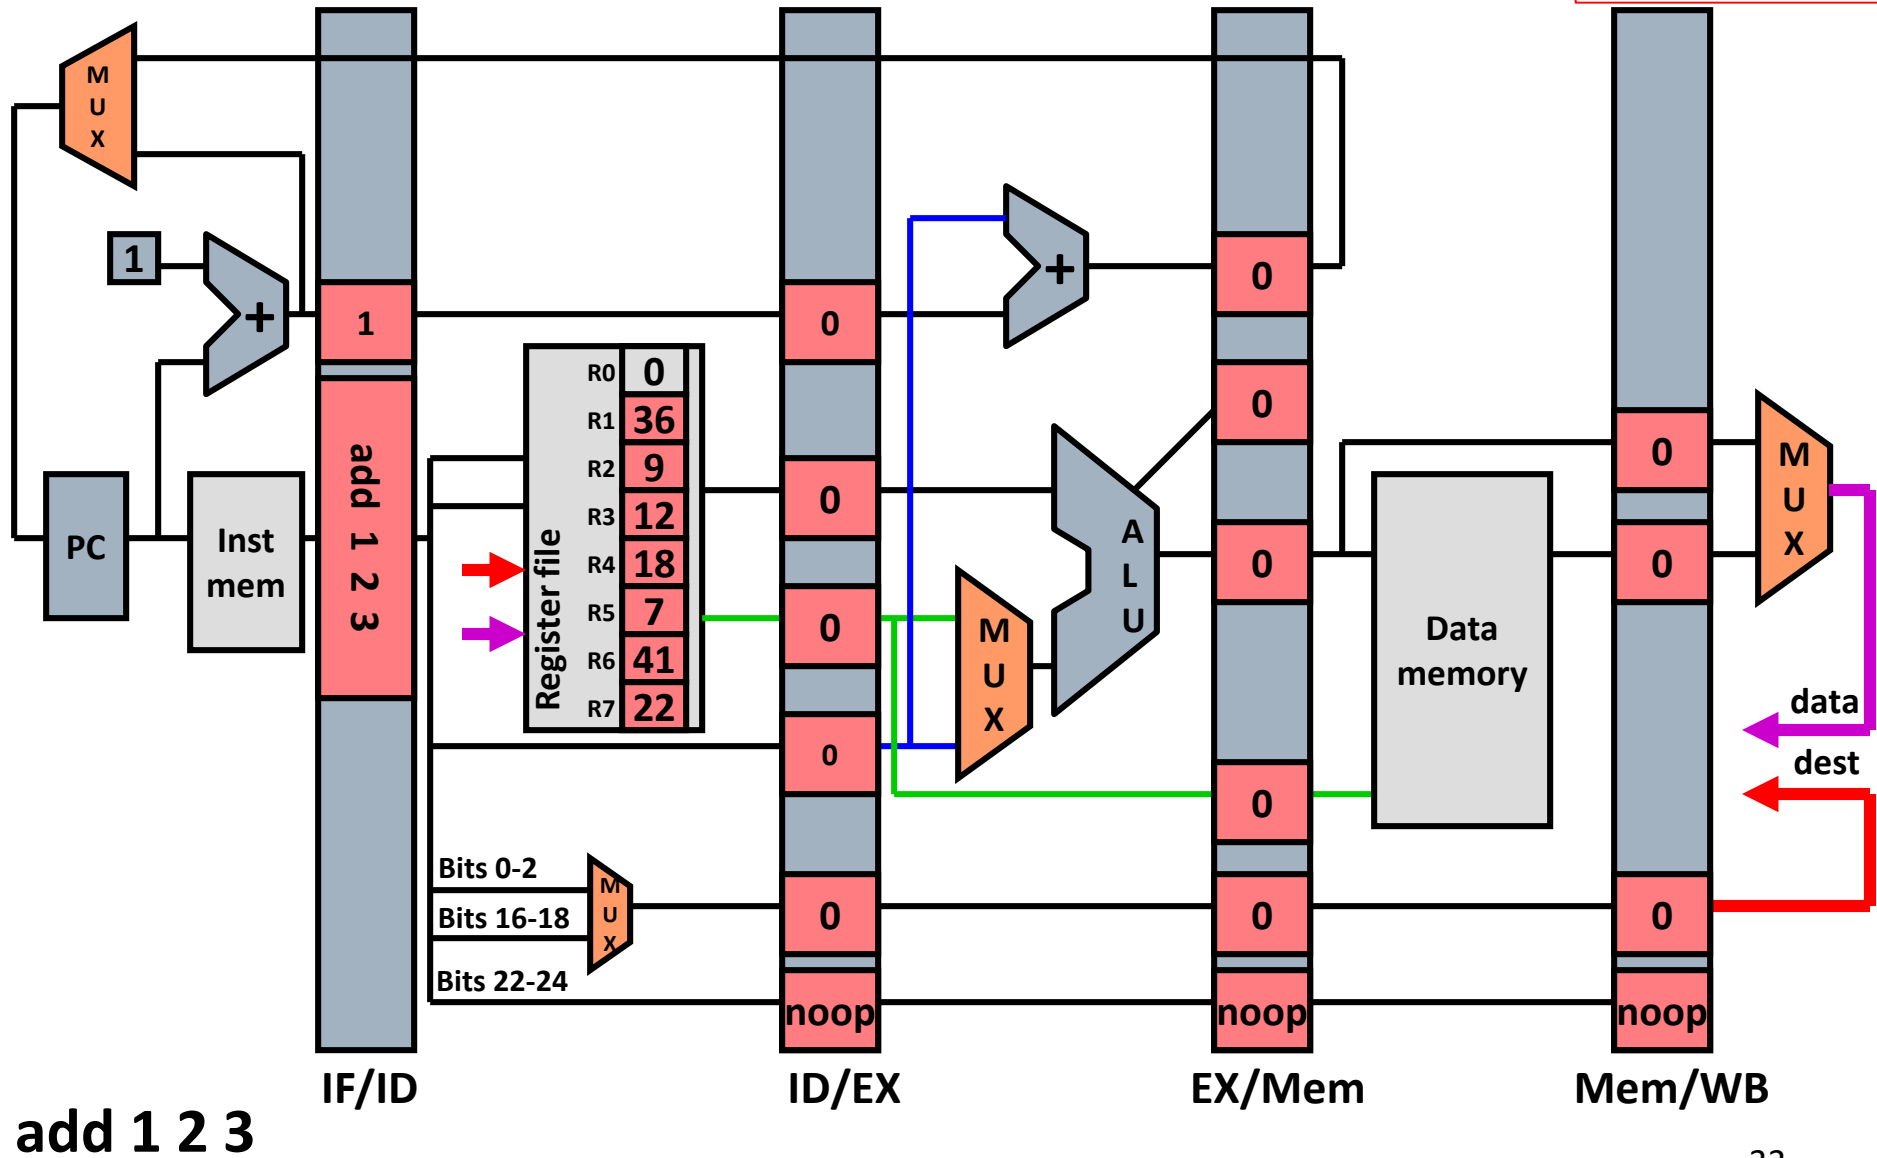 M
U
X
1
+
1
0
+
0
0
R0 0
R1 36
R2 9
R3 12
R4 18
R5 7
R6 41
R7 22
Register file
add 1 2 3
PC
Inst
mem
0
0
0
M
U
X
A
L
U
0
0
Data
memory
0
0
M
U
X
data
dest
Bits 0-2
Bits 16-18
Bits 22-24
M
U
X
0
0
0
noop
noop
noop
IF/ID
ID/EX
EX/Mem
Mem/WB
add 1 2 3